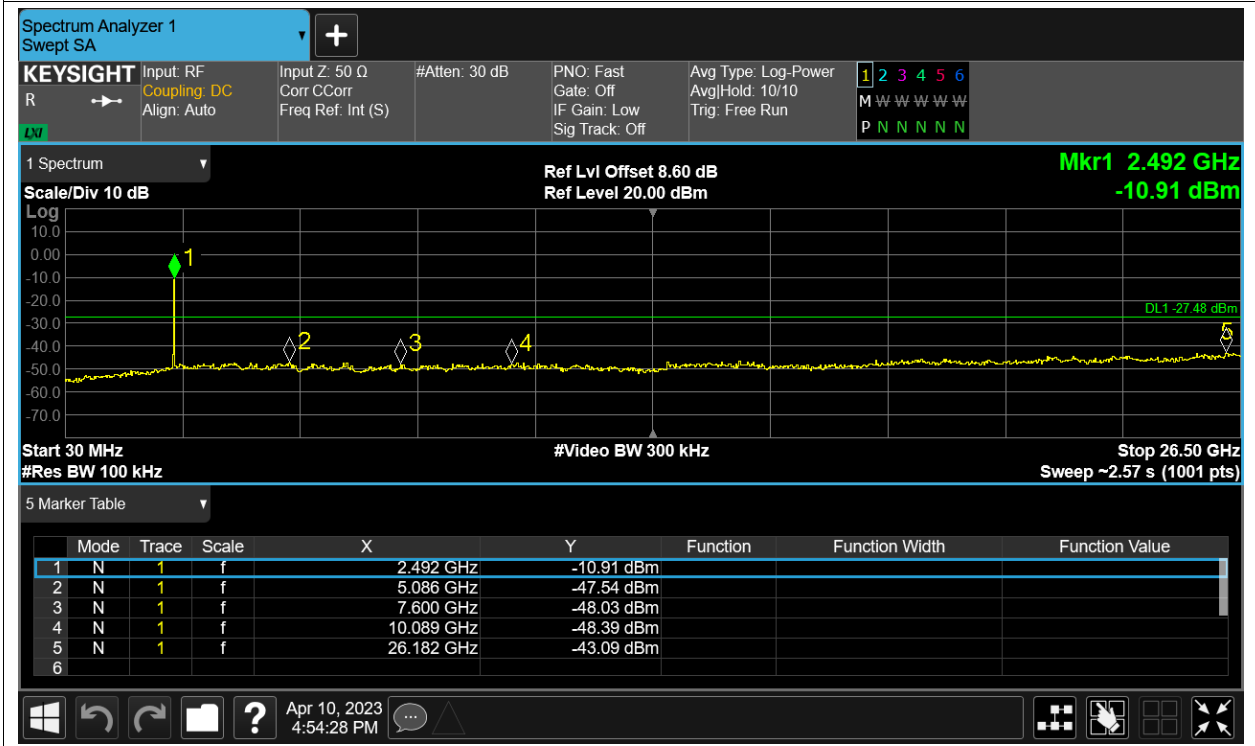 Spectrum Analyzer 1
Swept SA
+
KEYSIGHT Input: RF Input Z: 50 Ω #Atten: 30 dB PNO: Fast Avg Type: Log-Power 1 2 3 4 5 6
R Coupling: DC Corr CCorr Gate: Off Avg|Hold: 10/10 M W W W W W
Align: Auto Freq Ref: Int (S) IF Gain: Low Trig: Free Run
LXI Sig Track: Off P N N N N N
1 Spectrum Ref Lvl Offset 8.60 dB Mkr1 2.492 GHz
Scale/Div 10 dB Ref Level 20.00 dBm -10.91 dBm
Log
10.0
0.00 1
-10.0
-20.0 DL1 -27.48 dBm
-30.0
-40.0 2 3 4 5
-50.0
-60.0
-70.0
Start 30 MHz #Video BW 300 kHz Stop 26.50 GHz
#Res BW 100 kHz Sweep ~2.57 s (1001 pts)
5 Marker Table
Mode Trace Scale X Y Function Function Width Function Value
1 N 1 f 2.492 GHz -10.91 dBm
2 N 1 f 5.086 GHz -47.54 dBm
3 N 1 f 7.600 GHz -48.03 dBm
4 N 1 f 10.089 GHz -48.39 dBm
5 N 1 f 26.182 GHz -43.09 dBm
6
? Apr 10, 2023
4:54:28 PM